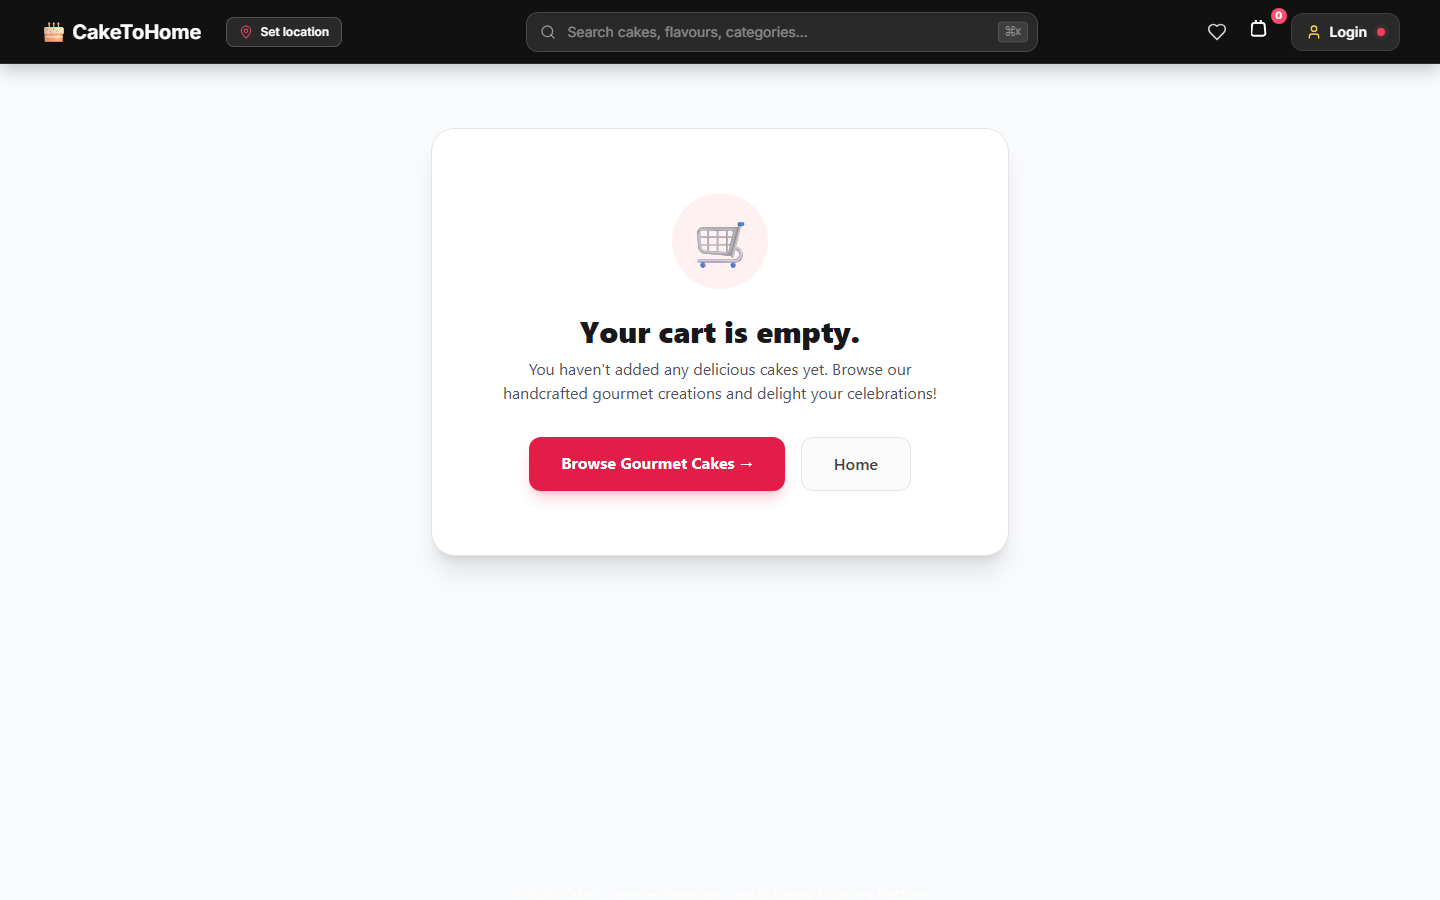 CakeToHome
Set location
Search cakes, flavours, categories...
⌘K
0
Login
Your cart is empty.
You haven't added any delicious cakes yet. Browse our
handcrafted gourmet creations and delight your celebrations!
Browse Gourmet Cakes →
Home